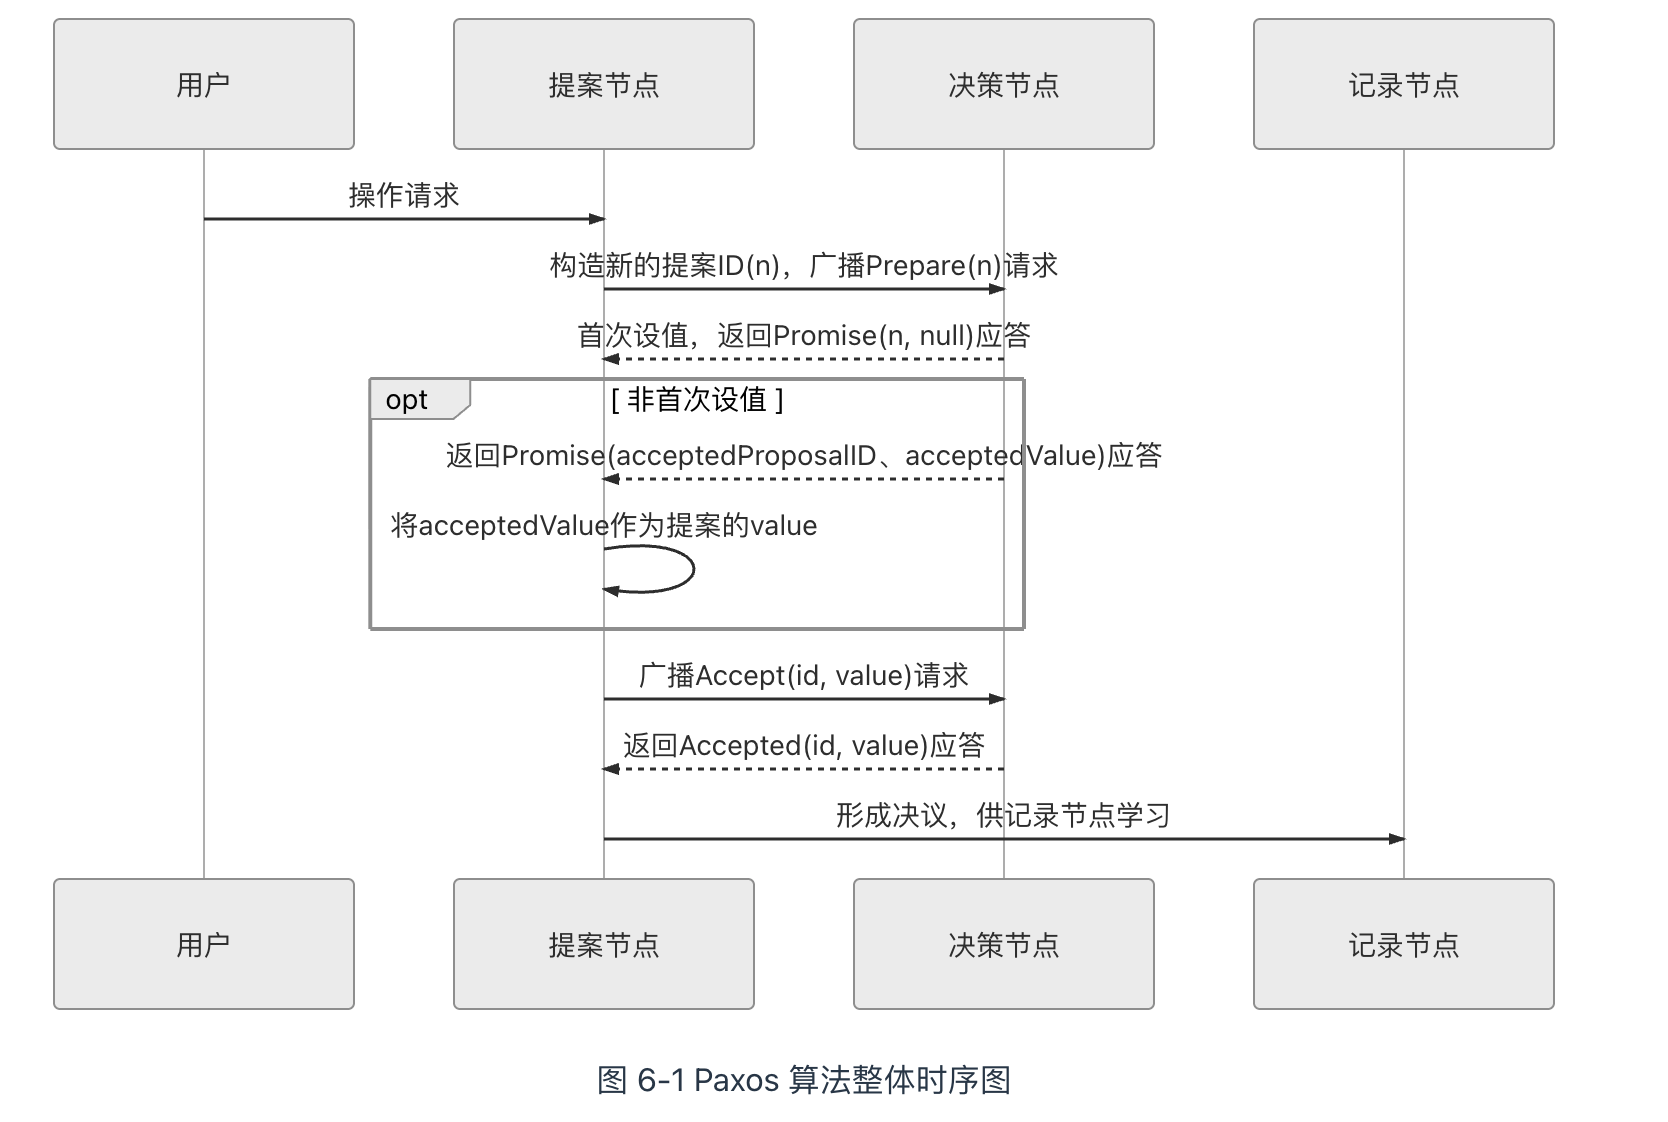 用户
提案节点
决策节点
记录节点
操作请求
构造新的提案ID(n)，广播Prepare(n)请求
首次设值，返回Promise(n, null)应答
opt
[ 非首次设值 ]
返回Promise(acceptedProposalID、acceptedValue)应答
将acceptedValue作为提案的value
广播Accept(id, value)请求
返回Accepted(id, value)应答
形成决议，供记录节点学习
用户
提案节点
决策节点
记录节点
图 6-1 Paxos 算法整体时序图